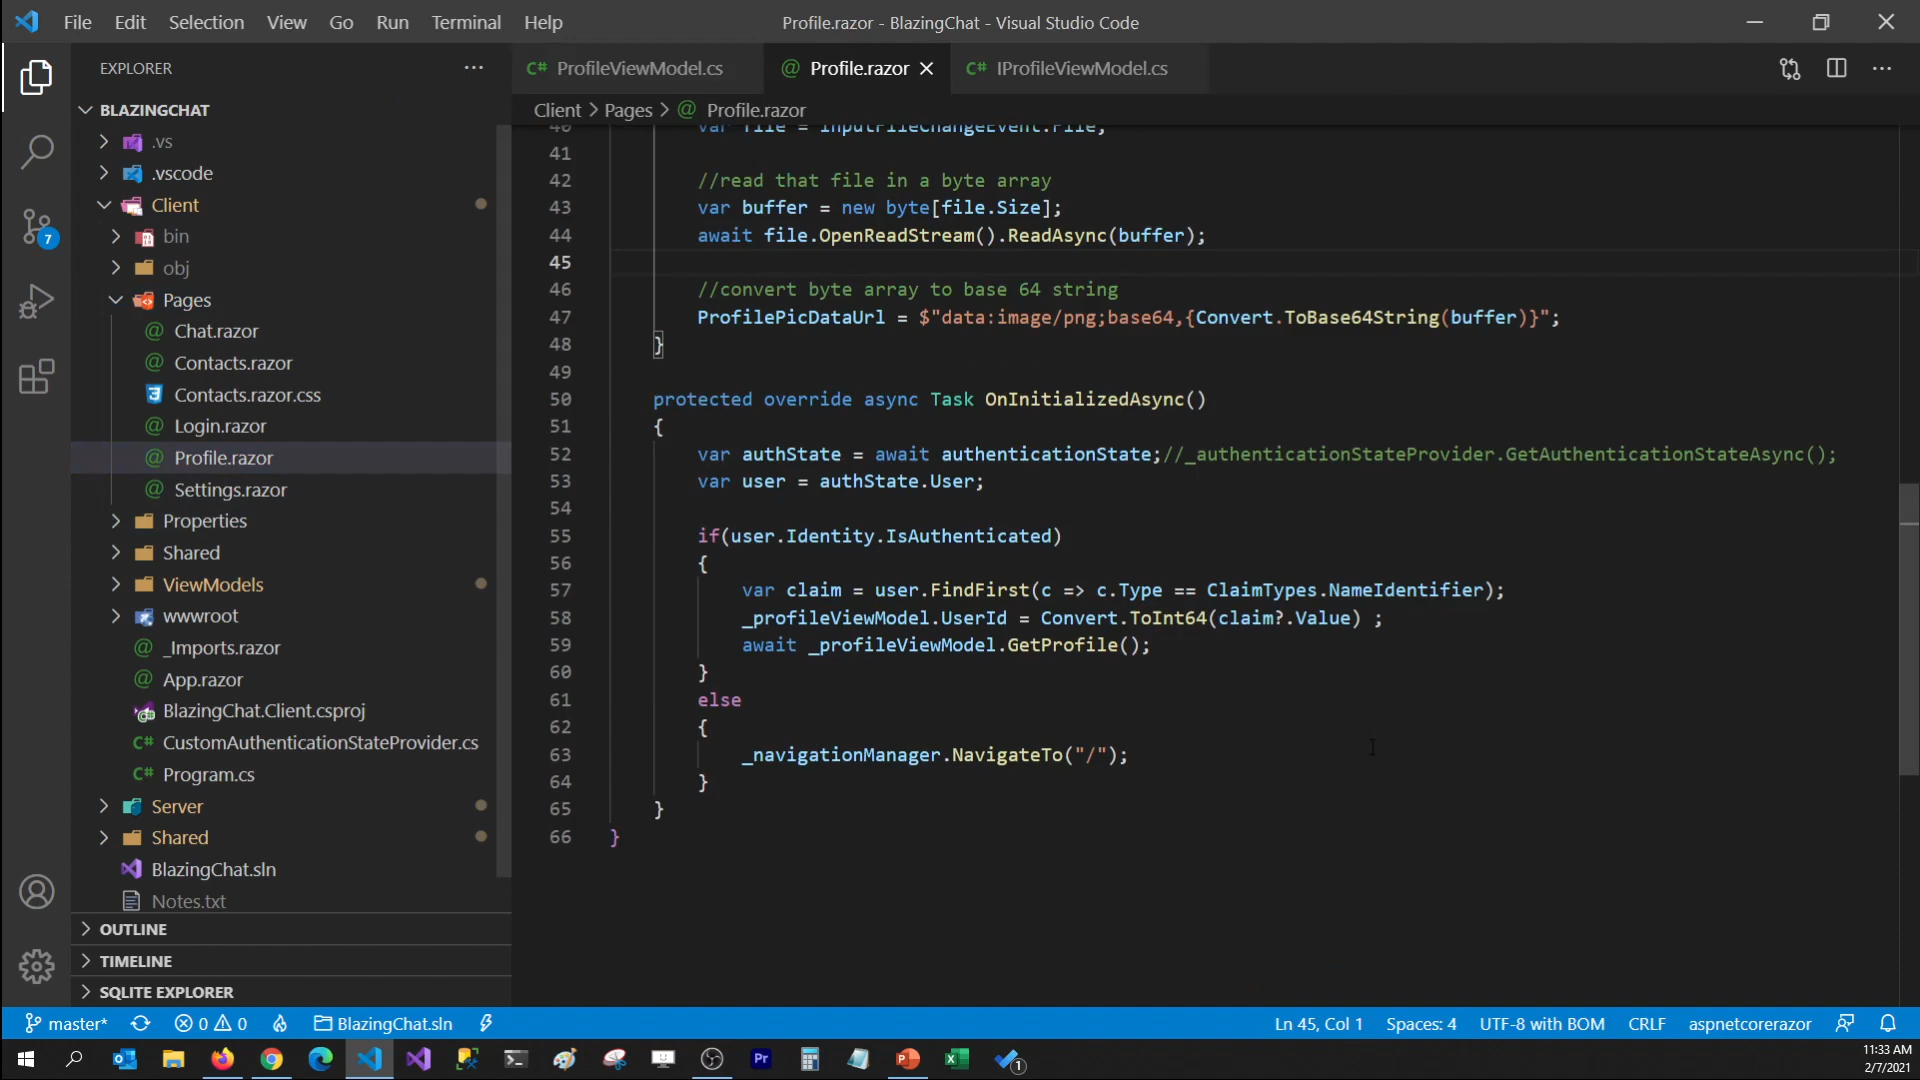 File Edit Selection View Go Run Terminal Help
Profile.razor - BlazingChat - Visual Studio Code
EXPLORER
C# ProfileViewModel.cs
@ Profile.razor
C# IProfileViewModel.cs
Client > Pages > @ Profile.razor
BLAZINGCHAT
.vs
.vscode
Client
bin
obj
Pages
@ Chat.razor
@ Contacts.razor
Contacts.razor.css
@ Login.razor
@ Profile.razor
@ Settings.razor
Properties
Shared
ViewModels
wwwroot
@ _Imports.razor
@ App.razor
BlazingChat.Client.csproj
C# CustomAuthenticationStateProvider.cs
C# Program.cs
Server
Shared
BlazingChat.sln
Notes.txt
OUTLINE
TIMELINE
SQLITE EXPLORER
7
40 var file = inputFileChangeEvent.File;
41
42 //read that file in a byte array
43 var buffer = new byte[file.Size];
44 await file.OpenReadStream().ReadAsync(buffer);
45
46 //convert byte array to base 64 string
47 ProfilePicDataUrl = $"data:image/png;base64,{Convert.ToBase64String(buffer)}";
48 }
49
50 protected override async Task OnInitializedAsync()
51 {
52 var authState = await authenticationState;//_authenticationStateProvider.GetAuthenticationStateAsync();
53 var user = authState.User;
54
55 if(user.Identity.IsAuthenticated)
56 {
57 var claim = user.FindFirst(c => c.Type == ClaimTypes.NameIdentifier);
58 _profileViewModel.UserId = Convert.ToInt64(claim?.Value) ;
59 await _profileViewModel.GetProfile();
60 }
61 else
62 {
63 _navigationManager.NavigateTo("/");
64 }
65 }
66 }
master* 0 0 BlazingChat.sln
Ln 45, Col 1 Spaces: 4 UTF-8 with BOM CRLF aspnetcorerazor
Pr
1
11:33 AM
2/7/2021